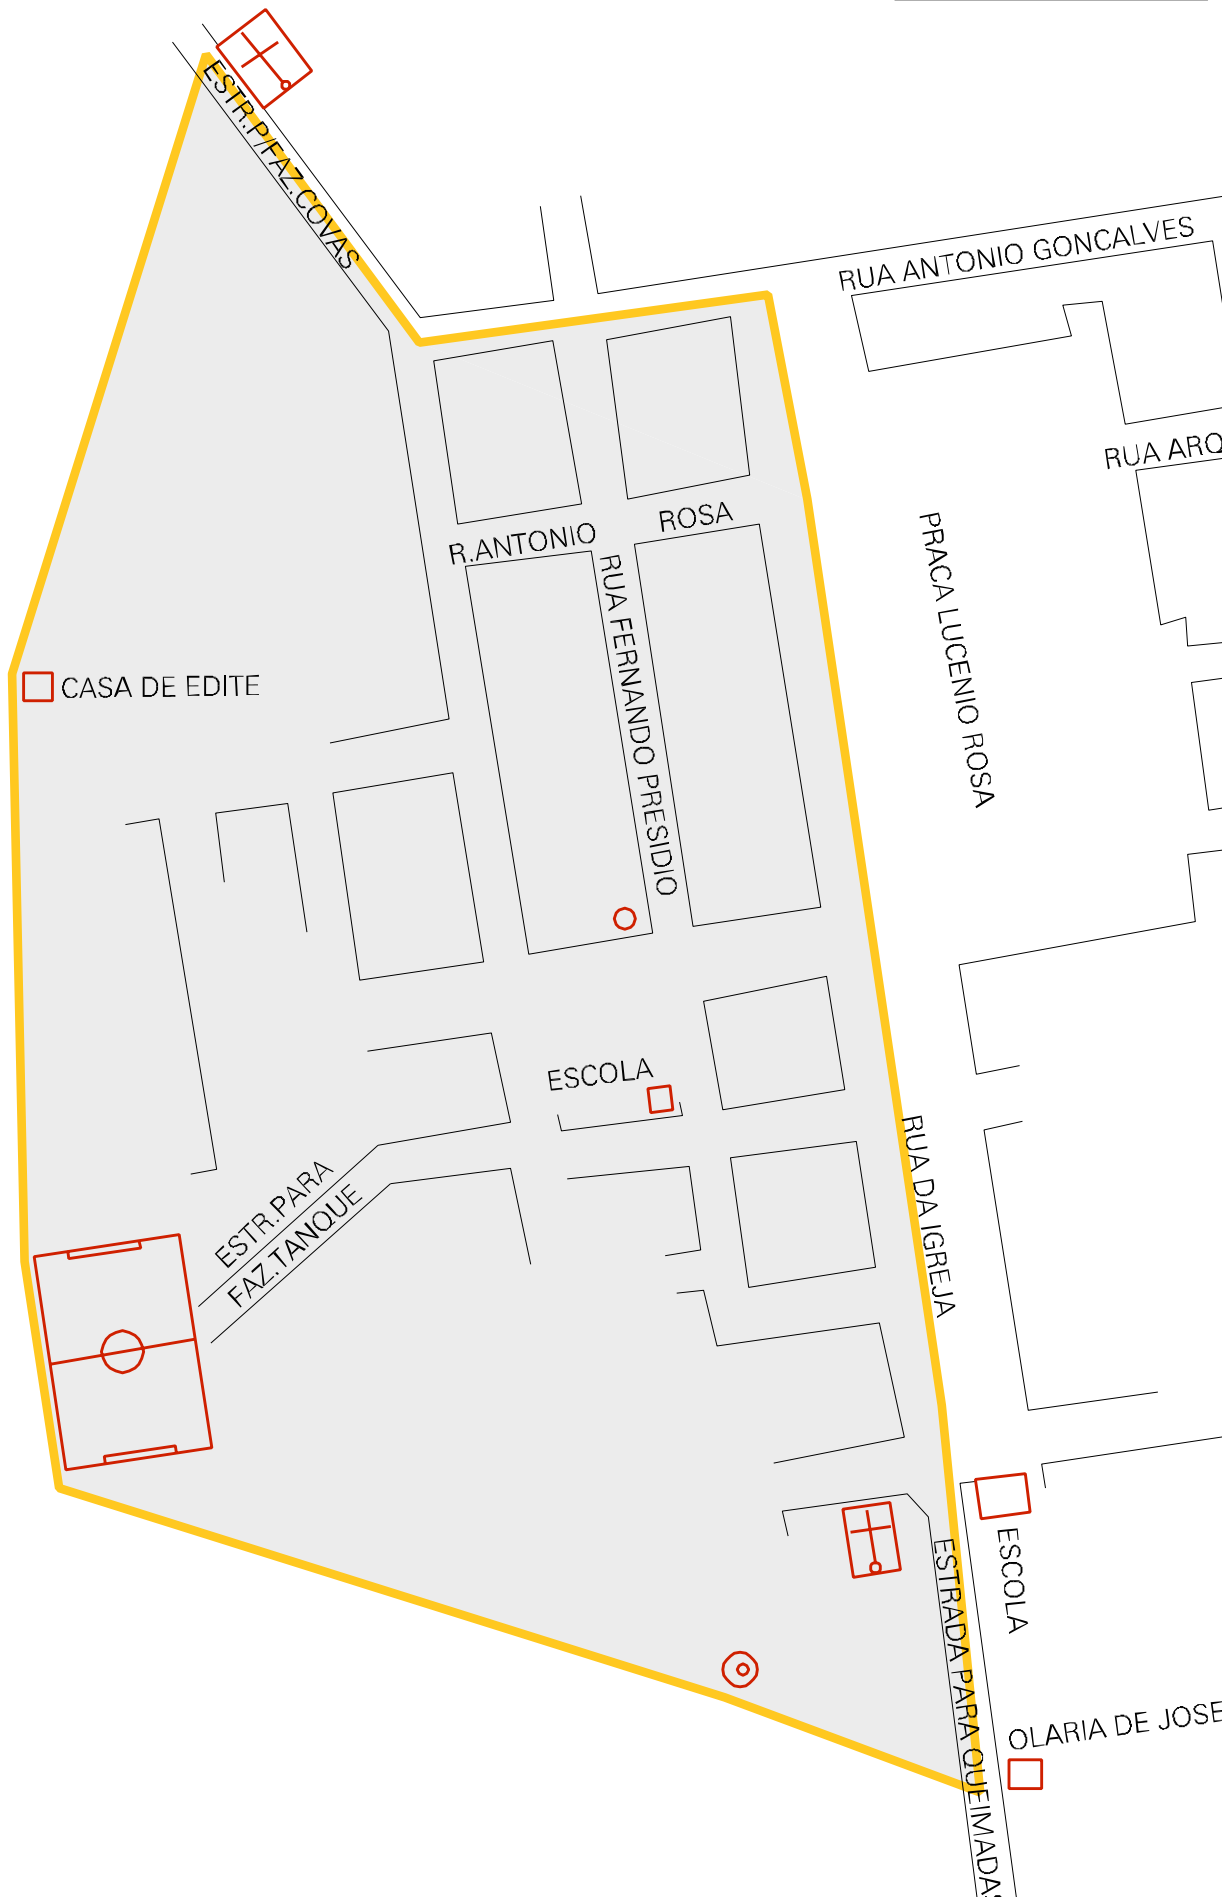 ESTR.P/FAZ.COVAS
RUA ANTONIO GONCALVES
RUA ARQ
ROSA
R.ANTONIO
PRACA LUCENIO ROSA
RUA FERNANDO PRESIDIO
CASA DE EDITE
ESCOLA
ESTR.PARA
FAZ.TANQUE
RUA DA IGREJA
ESCOLA
ESTRADA PARA QUEIMADAS
OLARIA DE JOSE